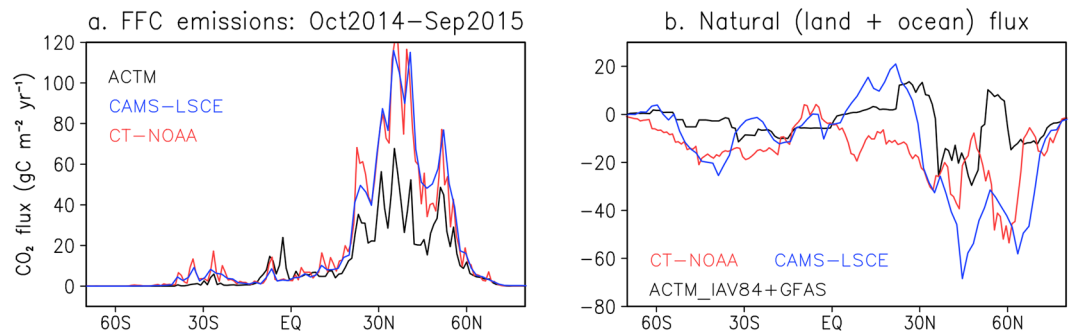 a. FFC emissions: Oct2014−Sep2015
120
100
80
60
40
20
0
CO₂ flux (gC m⁻² yr⁻¹)
ACTM
CAMS−LSCE
CT−NOAA
60S 30S EQ 30N 60N
b. Natural (land + ocean) flux
20
0
−20
−40
−60
−80
CT−NOAA CAMS−LSCE
ACTM_IAV84+GFAS
60S 30S EQ 30N 60N